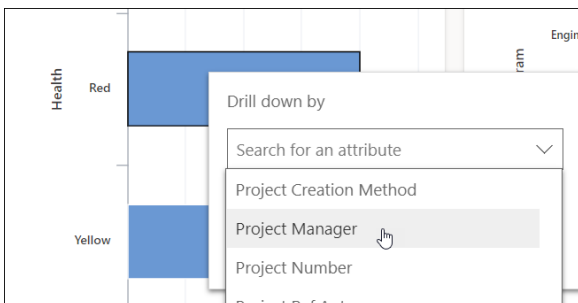 Health
Red
Yellow
Drill down by
Search for an attribute
Project Creation Method
Project Manager
Project Number